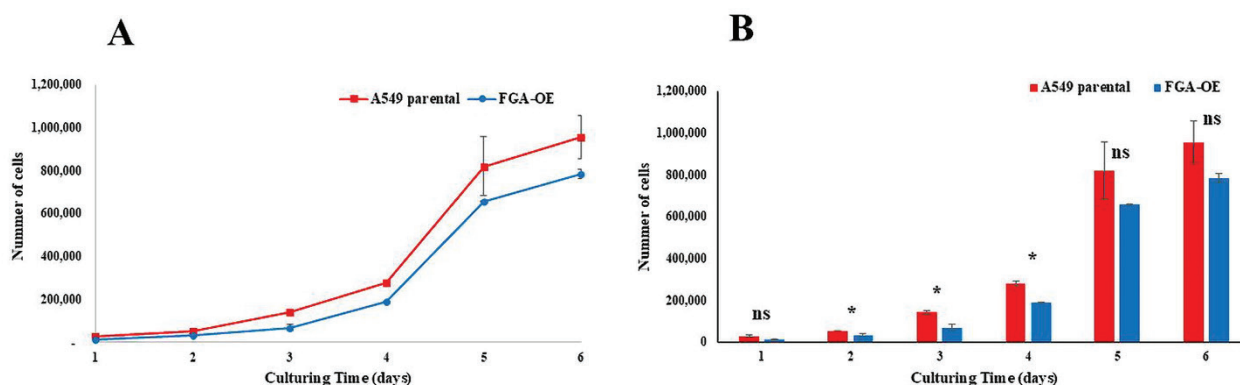 A
A549 parental FGA-OE
1,200,000
1,000,000
800,000
600,000
400,000
200,000
-
Nummer of cells
1 2 3 4 5 6
Culturing Time (days)
B
A549 parental FGA-OE
1,200,000
1,000,000
800,000
600,000
400,000
200,000
0
Nummer of cells
ns * * * ns ns
1 2 3 4 5 6
Culturing Time (days)